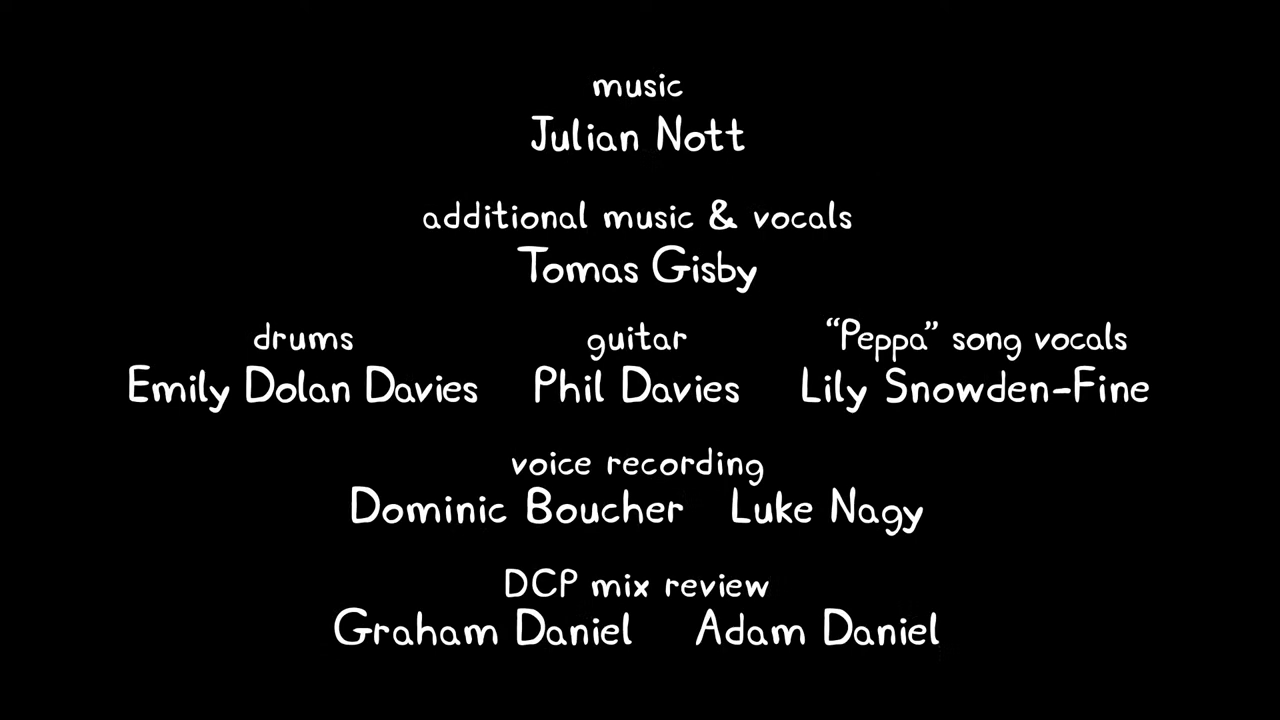 music
Julian Nott
additional music & vocals
Tomas Gisby
drums guitar “Peppa” song vocals
Emily Dolan Davies Phil Davies Lily Snowden-Fine
voice recording
Dominic Boucher Luke Nagy
DCP mix review
Graham Daniel Adam Daniel